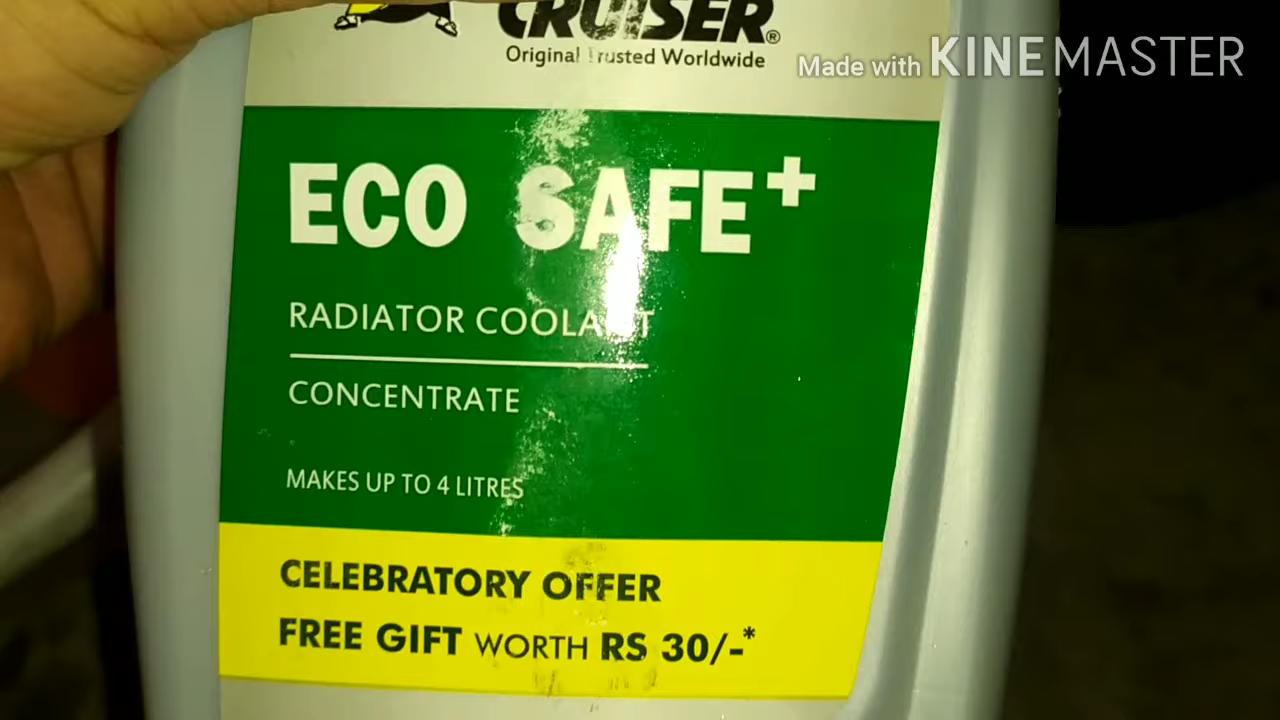 CRUISER®
Original Trusted Worldwide
Made with KINEMASTER
ECO SAFE+
RADIATOR COOLANT
CONCENTRATE
MAKES UP TO 4 LITRES
CELEBRATORY OFFER
FREE GIFT WORTH RS 30/-*